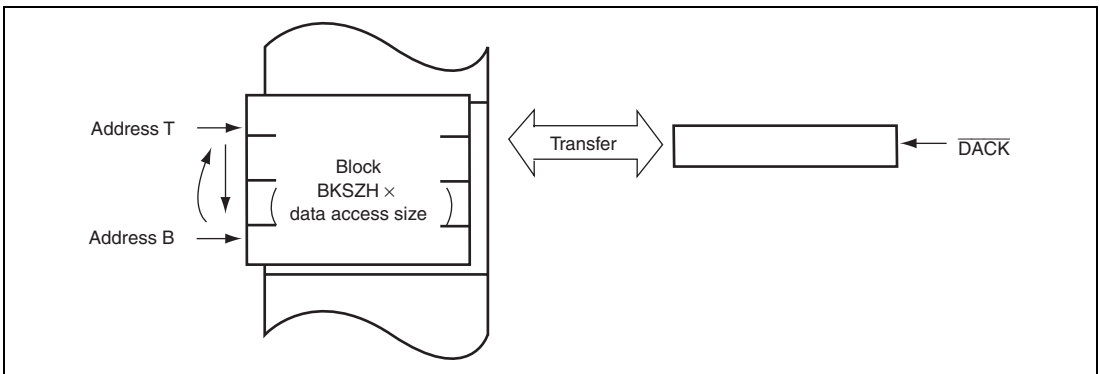 Address T
Block
BKSZH ×
data access size
Address B
Transfer
DACK